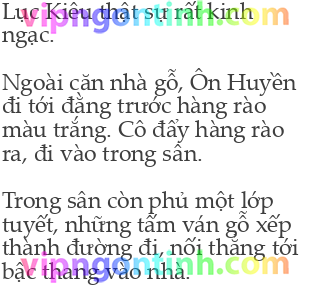 Lục Kiêu thật sự rất kinh
ngạc.
vipngontinh.com
Ngoài căn nhà gỗ, Ôn Huyền
đi tới đằng trước hàng rào
màu trắng. Cô đẩy hàng rào
ra, đi vào trong sân.
Trong sân còn phủ một lớp
tuyết, những tấm ván gỗ xếp
thành đường đi, nối thẳng tới
bậc thang vào nhà.
vipngontinh.com